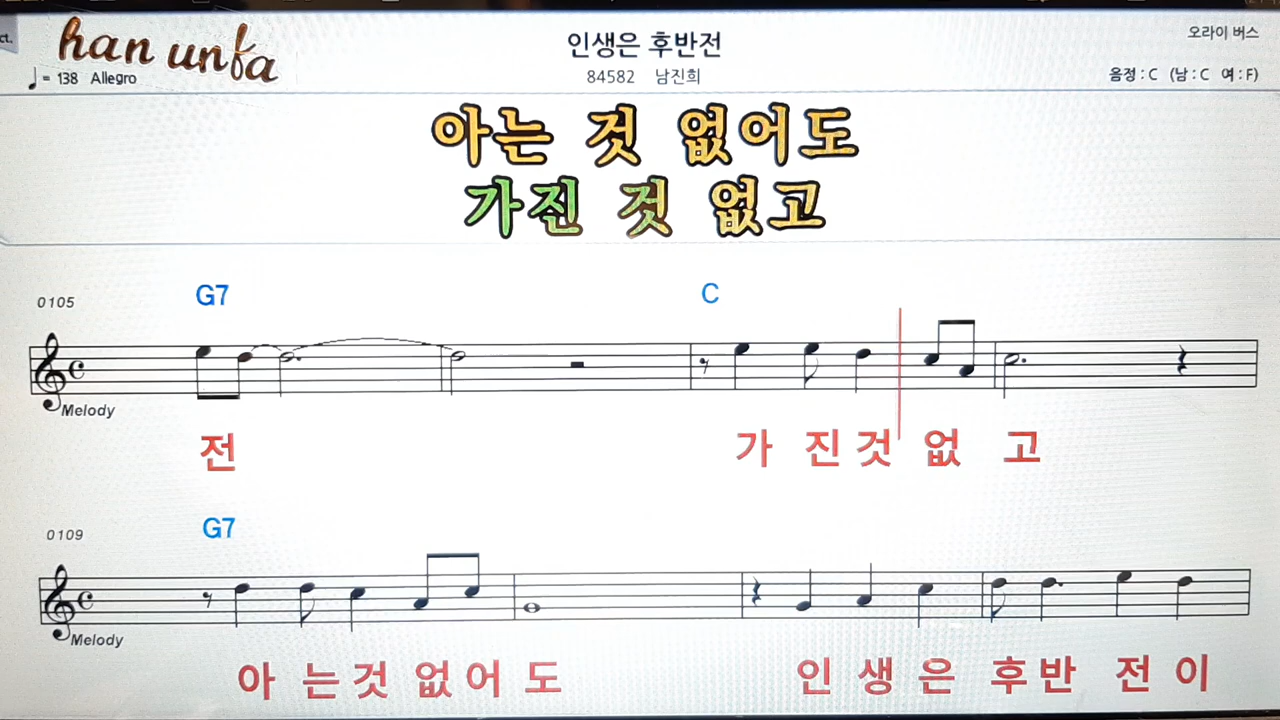 ct.
han unfa
인생은 후반전
오라이 버스
♩ = 138 Allegro
84582 남진희
음정 : C (남 : C 여 : F)
아는 것 없어도
가진 것 없고
0105
G7 C
Melody
전 가 진 것 없 고
0109
G7
Melody
아 는 것 없 어 도 인 생 은 후 반 전 이